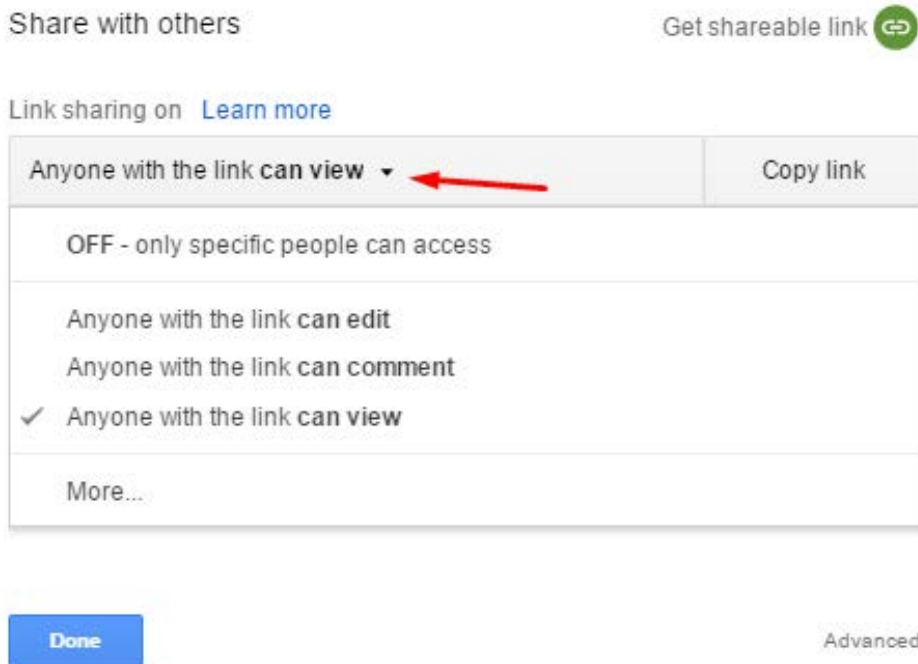 Share with others
Get shareable link
Link sharing on Learn more
Anyone with the link can view
Copy link
OFF - only specific people can access
Anyone with the link can edit
Anyone with the link can comment
Anyone with the link can view
More...
Done
Advanced